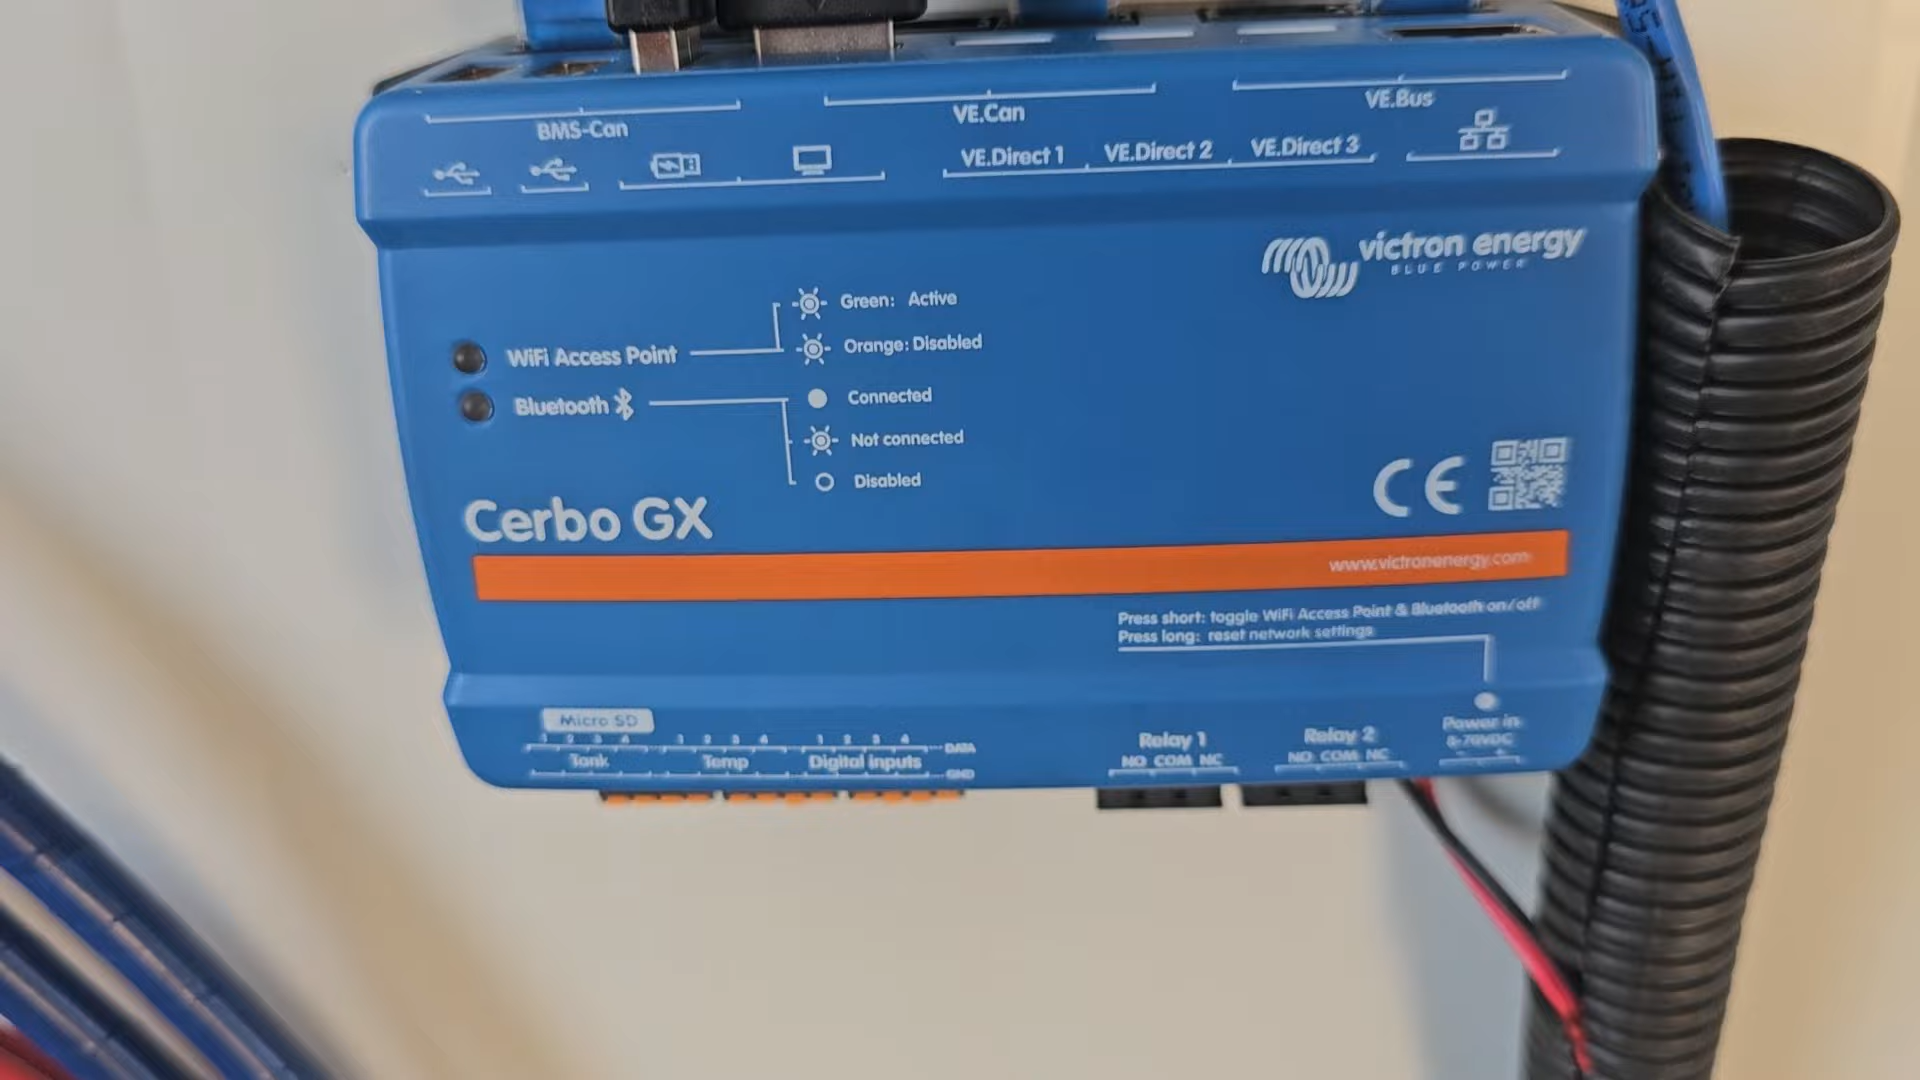 BMS-Can
VE.Can
VE.Bus
VE.Direct 1
VE.Direct 2
VE.Direct 3
victron energy
BLUE POWER
Green: Active
WiFi Access Point
Orange: Disabled
Bluetooth
Connected
Not connected
Disabled
CE
Cerbo GX
www.victronenergy.com
Press short: toggle WiFi Access Point & Bluetooth on/off
Press long: reset network settings
Micro SD
1 2 3 4 1 2 3 4 1 2 3 4 DATA
Tank Temp Digital inputs
GND
Relay 1
NO COM NC
Relay 2
NO COM NC
Power in
8-70VDC
- +